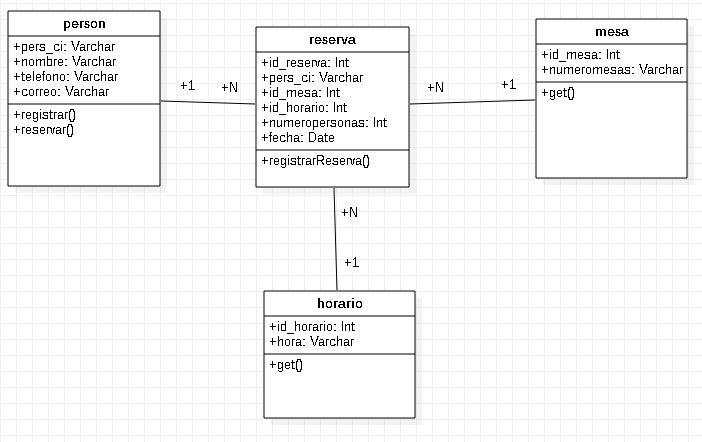 person
+pers_ci: Varchar
+nombre: Varchar
+telefono: Varchar
+correo: Varchar
+registrar()
+reservar()
+1
+N
reserva
+id_reserva: Int
+pers_ci: Varchar
+id_mesa: Int
+id_horario: Int
+numeropersonas: Int
+fecha: Date
+registrarReserva()
+N
+1
mesa
+id_mesa: Int
+numeromesas: Varchar
+get()
+N
+1
horario
+id_horario: Int
+hora: Varchar
+get()